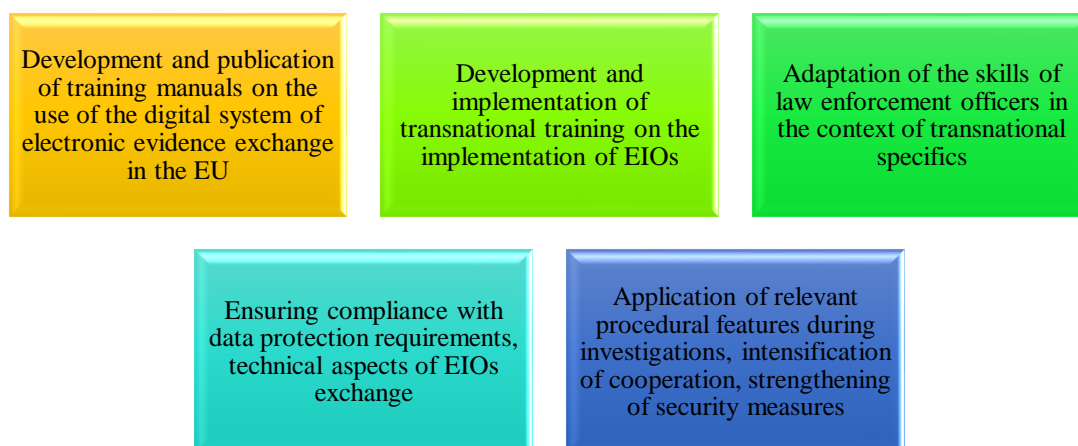 Development and publication
of training manuals on the
use of the digital system of
electronic evidence exchange
in the EU
Development and
implementation of
transnational training on the
implementation of EIOs
Adaptation of the skills of
law enforcement officers in
the context of transnational
specifics
Ensuring compliance with
data protection requirements,
technical aspects of EIOs
exchange
Application of relevant
procedural features during
investigations, intensification
of cooperation, strengthening
of security measures